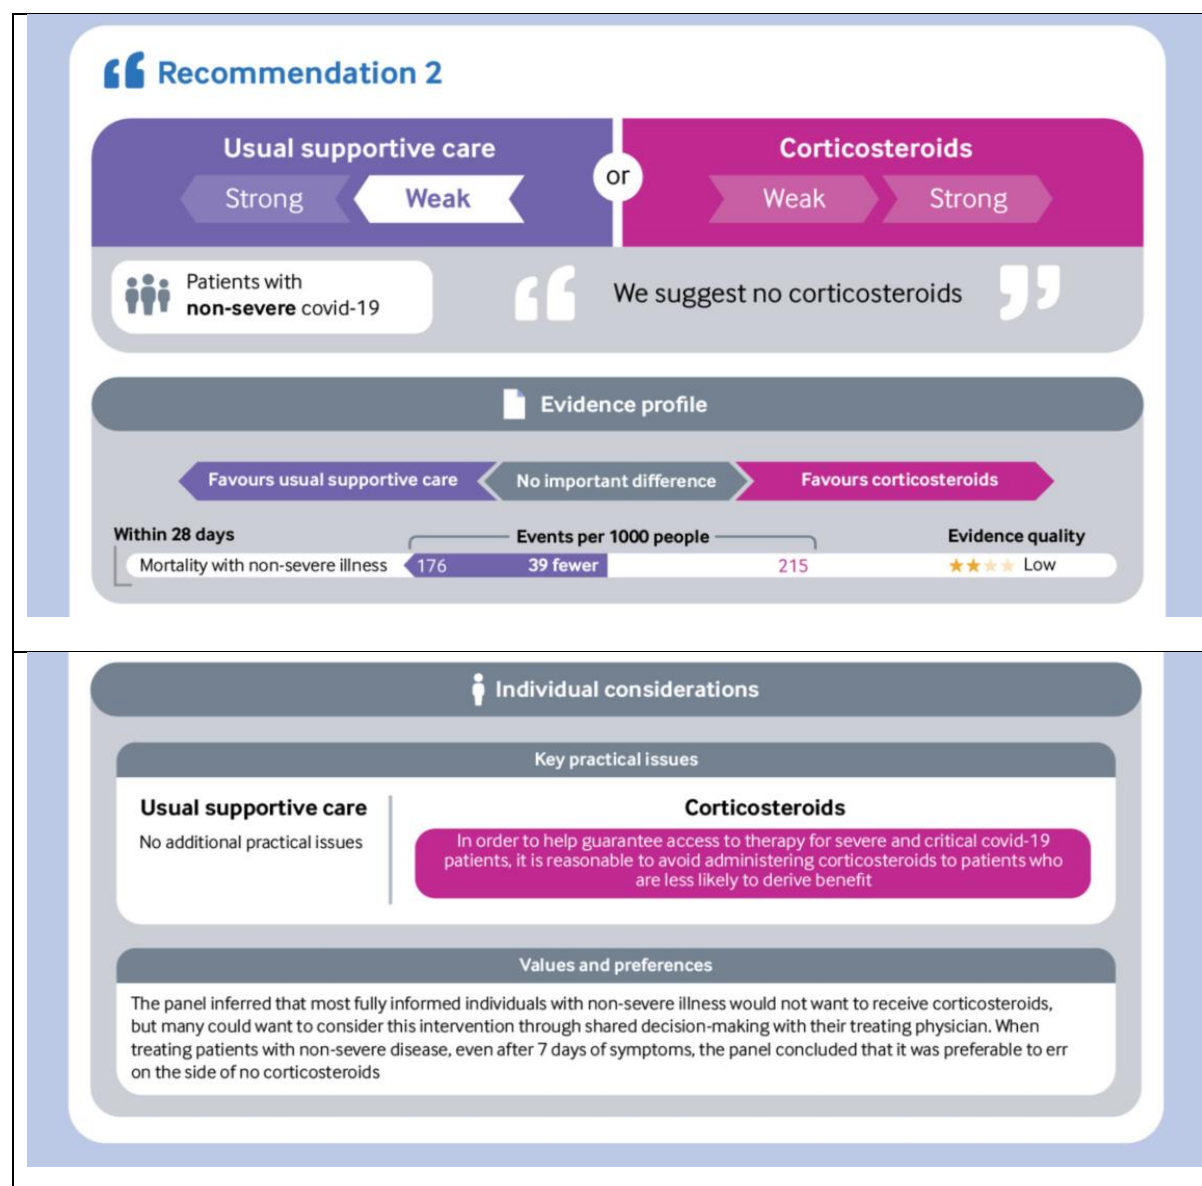 Recommendation 2
Usual supportive care
Strong
Weak
or
Corticosteroids
Weak
Strong
Patients with
non-severe covid-19
We suggest no corticosteroids
Evidence profile
Favours usual supportive care
No important difference
Favours corticosteroids
Within 28 days
Events per 1000 people
Evidence quality
Mortality with non-severe illness
176
39 fewer
215
Low
Individual considerations
Key practical issues
Usual supportive care
No additional practical issues
Corticosteroids
In order to help guarantee access to therapy for severe and critical covid-19
patients, it is reasonable to avoid administering corticosteroids to patients who
are less likely to derive benefit
Values and preferences
The panel inferred that most fully informed individuals with non-severe illness would not want to receive corticosteroids,
but many could want to consider this intervention through shared decision-making with their treating physician. When
treating patients with non-severe disease, even after 7 days of symptoms, the panel concluded that it was preferable to err
on the side of no corticosteroids